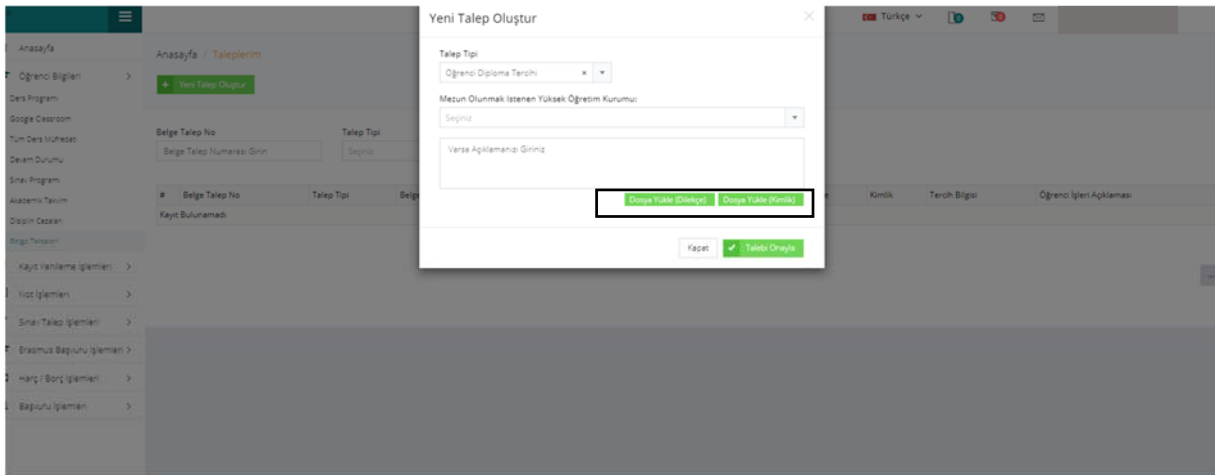 Yeni Talep Oluştur
Türkçe
Anasayfa
Anasayfa / Taleplerim
Talep Tipi
Öğrenci Diploma Tercihi
Öğrenci Bilgileri
Yeni Talep Oluştur
Ders Programı
Mezun Olunmak İstenen Yüksek Öğretim Kurumu:
Google Classroom
Seçiniz
Belge Talep No
Talep Tipi
Tüm Ders Müfredatı
Belge Talep Numarası Girin
Seçiniz
Varsa Açıklamanızı Giriniz
Devam Durumu
Sınav Programı
# Belge Talep No Talep Tipi Kimlik Tercih Bilgisi Öğrenci İşleri Açıklaması
Dosya Yükle (Dilekçe) Dosya Yükle (Kimlik)
Akademik Takvim
Kayıt Bulunamadı
Disiplin Cezaları
Belge Talepleri
Kapat
Talebi Onayla
Kayıt Yenileme İşlemleri
Not İşlemleri
Sınav Talep İşlemleri
Erasmus Başvuru İşlemleri
Harç / Borç İşlemleri
Başvuru İşlemleri